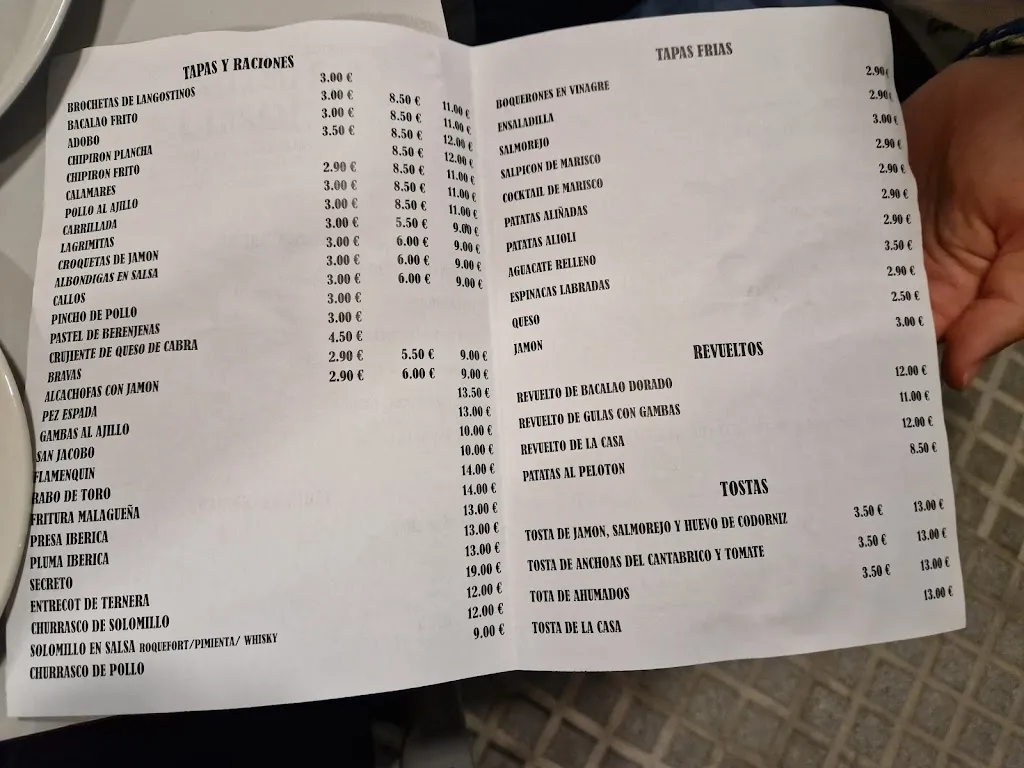 TAPAS Y RACIONES
BROCHETAS DE LANGOSTINOS 3.00 €
BACALAO FRITO 3.00 € 8.50 € 11.00 €
ADOBO 3.00 € 8.50 € 11.00 €
CHIPIRON PLANCHA 3.50 € 8.50 € 12.00 €
CHIPIRON FRITO 8.50 € 12.00 €
CALAMARES 2.90 € 8.50 € 11.00 €
POLLO AL AJILLO 3.00 € 8.50 € 11.00 €
CARRILLADA 3.00 € 8.50 € 11.00 €
LAGRIMITAS 3.00 € 5.50 € 9.00 €
CROQUETAS DE JAMON 3.00 € 6.00 € 9.00 €
ALBONDIGAS EN SALSA 3.00 € 6.00 € 9.00 €
CALLOS 3.00 € 6.00 € 9.00 €
PINCHO DE POLLO 3.00 €
PASTEL DE BERENJENAS 3.00 €
CRUJIENTE DE QUESO DE CABRA 4.50 €
BRAVAS 2.90 € 5.50 € 9.00 €
ALCACHOFAS CON JAMON 2.90 € 6.00 € 9.00 €
PEZ ESPADA 13.50 €
GAMBAS AL AJILLO 13.00 €
SAN JACOBO 10.00 €
FLAMENQUIN 10.00 €
RABO DE TORO 14.00 €
FRITURA MALAGUEÑA 14.00 €
PRESA IBERICA 13.00 €
PLUMA IBERICA 13.00 €
SECRETO 13.00 €
ENTRECOT DE TERNERA 19.00 €
CHURRASCO DE SOLOMILLO 12.00 €
SOLOMILLO EN SALSA ROQUEFORT/PIMIENTA/ WHISKY 12.00 €
CHURRASCO DE POLLO 9.00 €
TAPAS FRIAS
BOQUERONES EN VINAGRE 2.90 €
ENSALADILLA 2.90 €
SALMOREJO 3.00 €
SALPICON DE MARISCO 2.90 €
COCKTAIL DE MARISCO 2.90 €
PATATAS ALIÑADAS 2.90 €
PATATAS ALIOLI 2.90 €
AGUACATE RELLENO 3.50 €
ESPINACAS LABRADAS 2.90 €
QUESO 2.50 €
JAMON 3.00 €
REVUELTOS
REVUELTO DE BACALAO DORADO 12.00 €
REVUELTO DE GULAS CON GAMBAS 11.00 €
REVUELTO DE LA CASA 12.00 €
PATATAS AL PELOTON 8.50 €
TOSTAS
TOSTA DE JAMON, SALMOREJO Y HUEVO DE CODORNIZ 3.50 € 13.00 €
TOSTA DE ANCHOAS DEL CANTABRICO Y TOMATE 3.50 € 13.00 €
TOTA DE AHUMADOS 3.50 € 13.00 €
TOSTA DE LA CASA 13.00 €